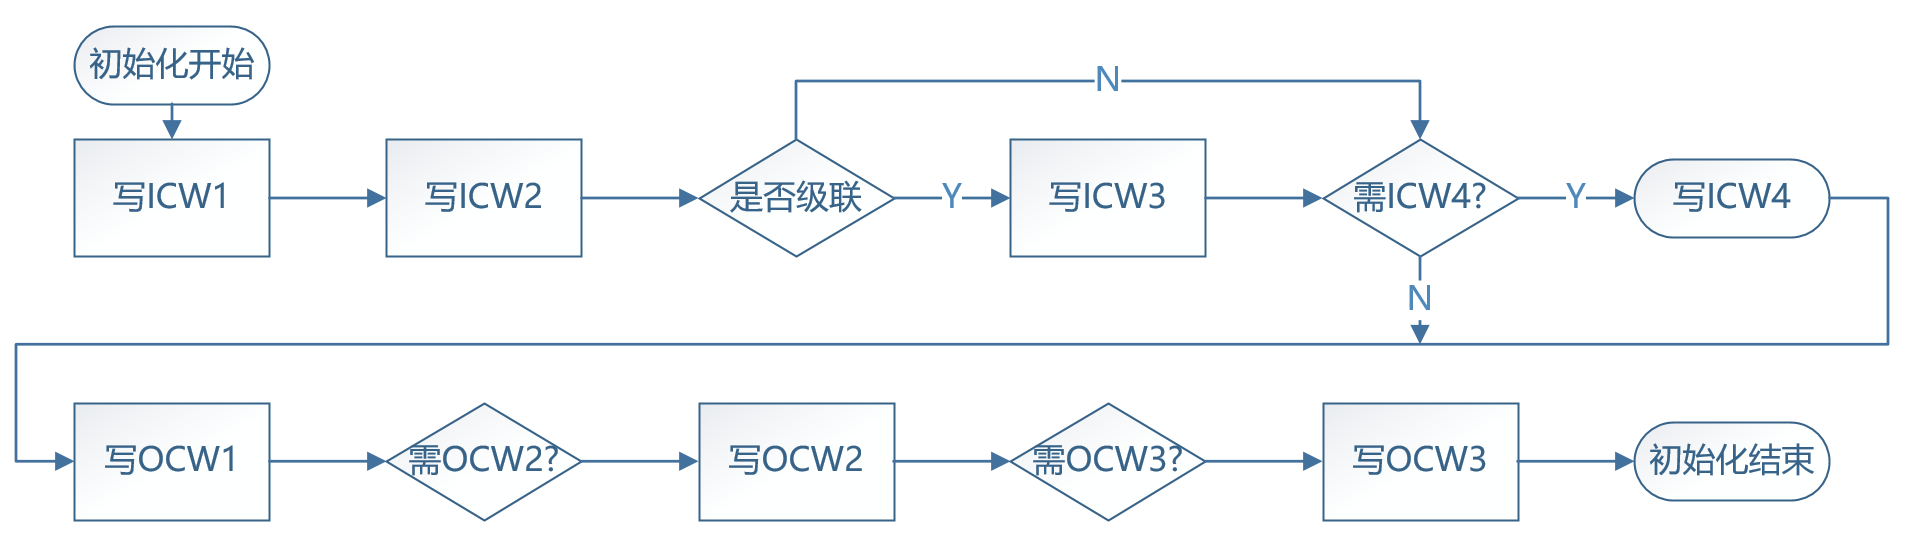 初始化开始
N
写ICW1
写ICW2
是否级联
Y
写ICW3
需ICW4?
Y
写ICW4
N
写OCW1
需OCW2?
写OCW2
需OCW3?
写OCW3
初始化结束